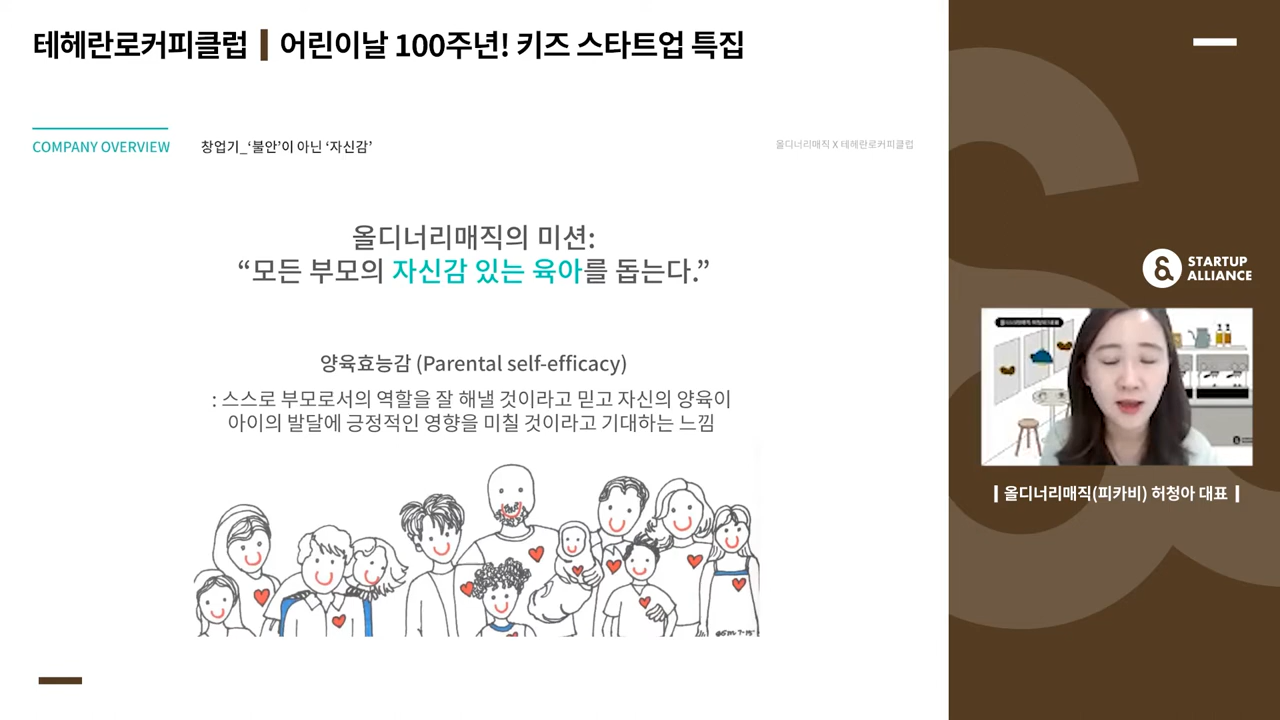 테헤란로커피클럽 | 어린이날 100주년! 키즈 스타트업 특집
COMPANY OVERVIEW
창업기_‘불안’이 아닌 ‘자신감’
올디너리매직 X 테헤란로커피클럽
올디너리매직의 미션:
“모든 부모의 자신감 있는 육아를 돕는다.”
양육효능감 (Parental self-efficacy)
: 스스로 부모로서의 역할을 잘 해낼 것이라고 믿고 자신의 양육이
아이의 발달에 긍정적인 영향을 미칠 것이라고 기대하는 느낌
STARTUP
ALLIANCE
| 올디너리매직(피카비) 허청아 대표 |